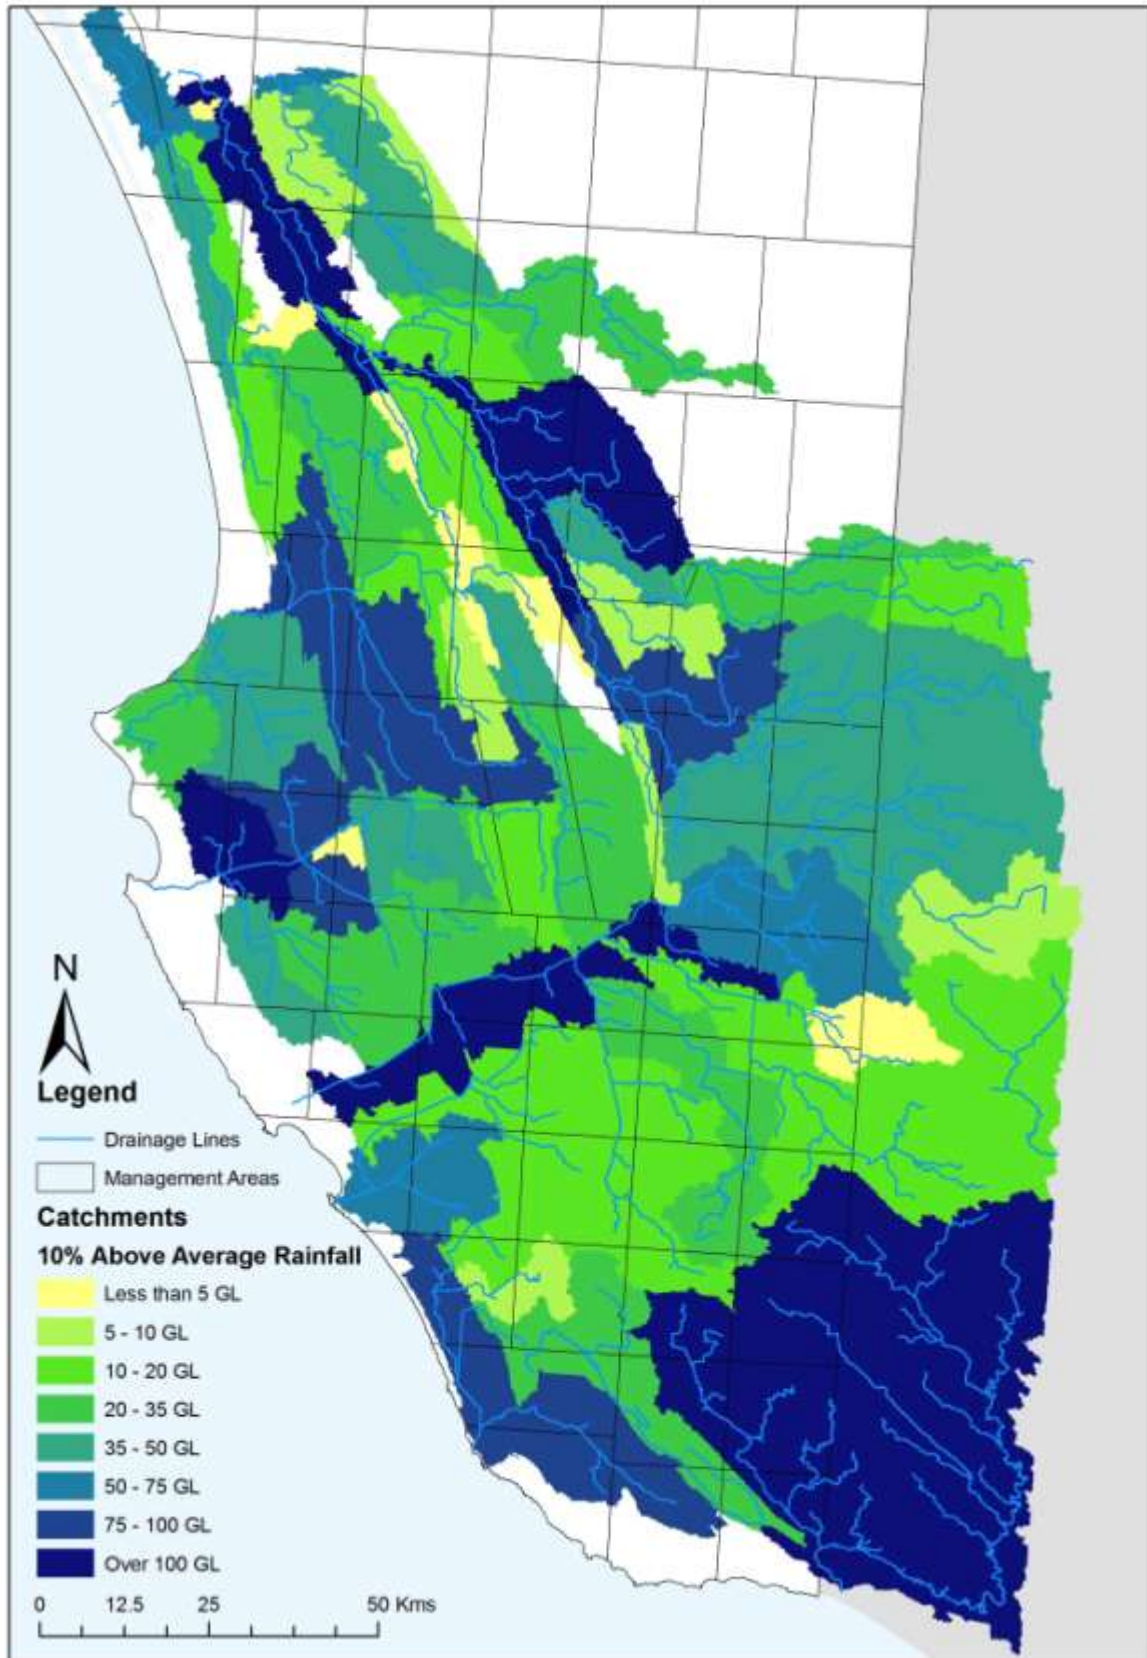 N
Legend
Drainage Lines
Management Areas
Catchments
10% Above Average Rainfall
Less than 5 GL
5 - 10 GL
10 - 20 GL
20 - 35 GL
35 - 50 GL
50 - 75 GL
75 - 100 GL
Over 100 GL
0 12.5 25 50 Kms